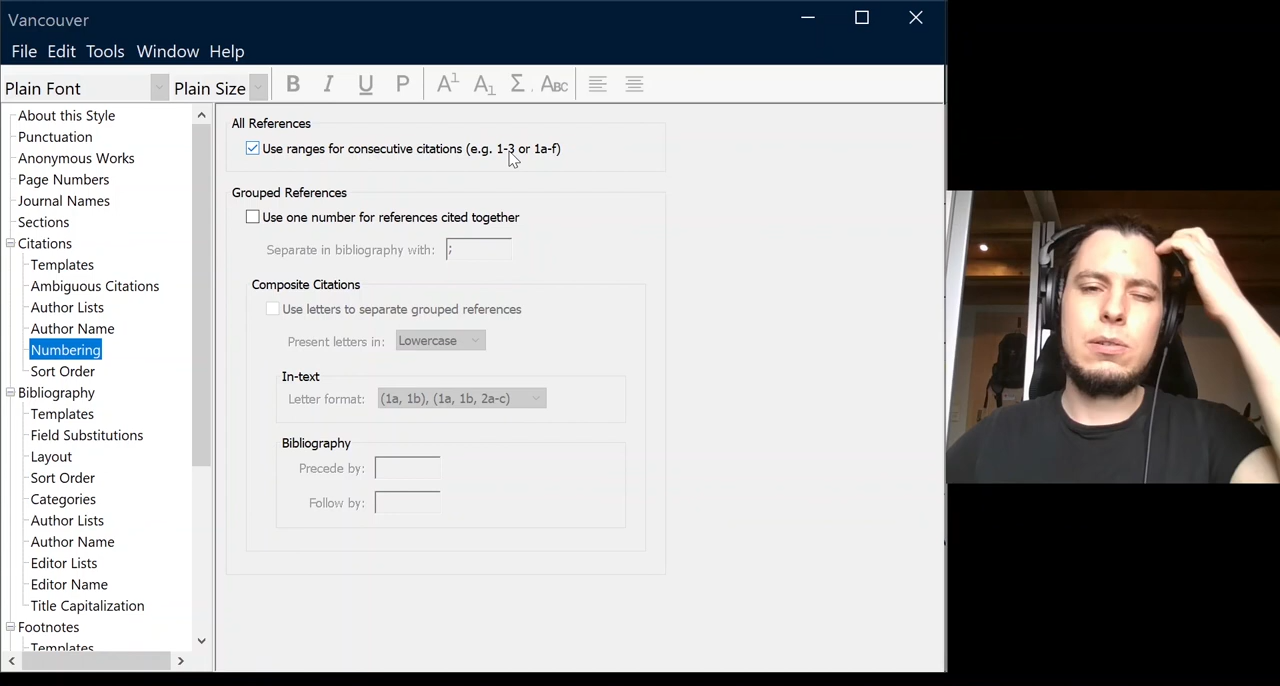 Vancouver
File Edit Tools Window Help
Plain Font Plain Size B I U P A1 A1 Σ ABC
About this Style
Punctuation
Anonymous Works
Page Numbers
Journal Names
Sections
Citations
Templates
Ambiguous Citations
Author Lists
Author Name
Numbering
Sort Order
Bibliography
Templates
Field Substitutions
Layout
Sort Order
Categories
Author Lists
Author Name
Editor Lists
Editor Name
Title Capitalization
Footnotes
Templates
All References
Use ranges for consecutive citations (e.g. 1-3 or 1a-f)
Grouped References
Use one number for references cited together
Separate in bibliography with: ;
Composite Citations
Use letters to separate grouped references
Present letters in: Lowercase
In-text
Letter format: (1a, 1b), (1a, 1b, 2a-c)
Bibliography
Precede by:
Follow by: